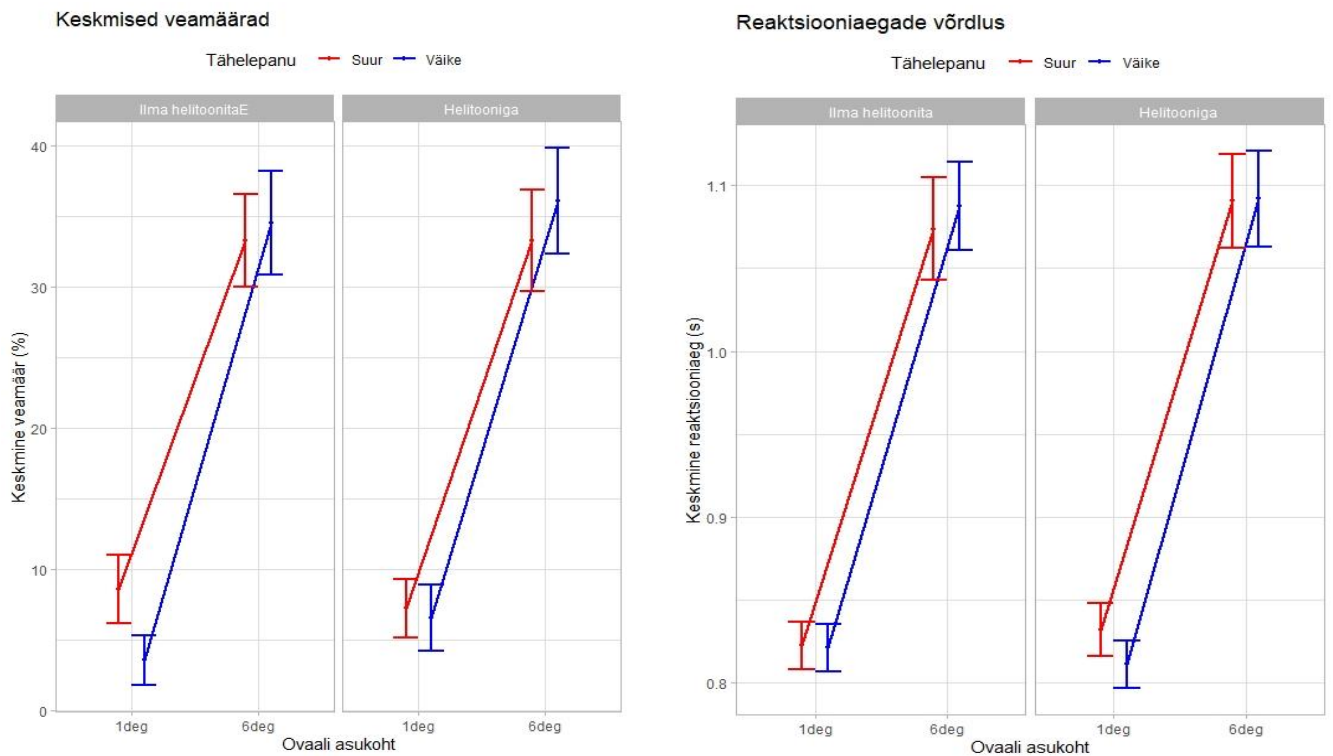 Keskmised veamäärad
Tähelepanu Suur Väike
Ilma helitoonitaE Helitooniga
40
30
20
10
0
Keskmine veamäär (%)
1deg 6deg 1deg 6deg
Ovaali asukoht
Reaktsiooniaegade võrdlus
Tähelepanu Suur Väike
Ilma helitoonita Helitooniga
1.1
1.0
0.9
0.8
Keskmine reaktsiooniaeg (s)
1deg 6deg 1deg 6deg
Ovaali asukoht